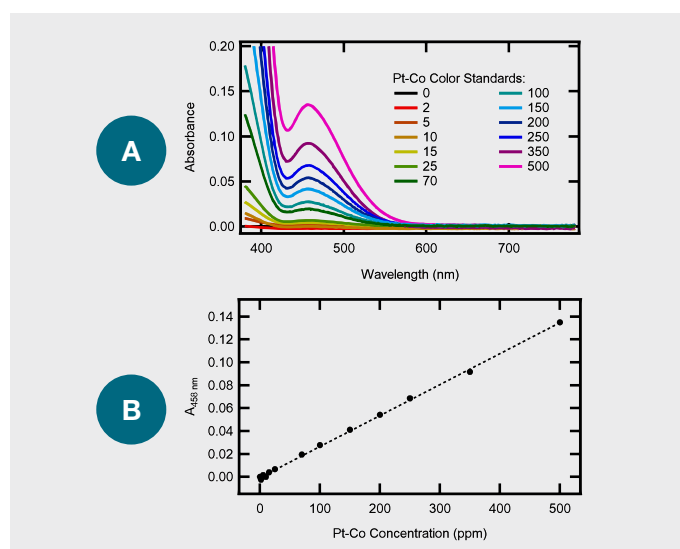 A
Absorbance
0.20
0.15
0.10
0.05
0.00
Pt-Co Color Standards:
0
2
5
10
15
25
70
100
150
200
250
350
500
400 500 600 700
Wavelength (nm)
B
A458 nm
0.14
0.12
0.10
0.08
0.06
0.04
0.02
0.00
0 100 200 300 400 500
Pt-Co Concentration (ppm)